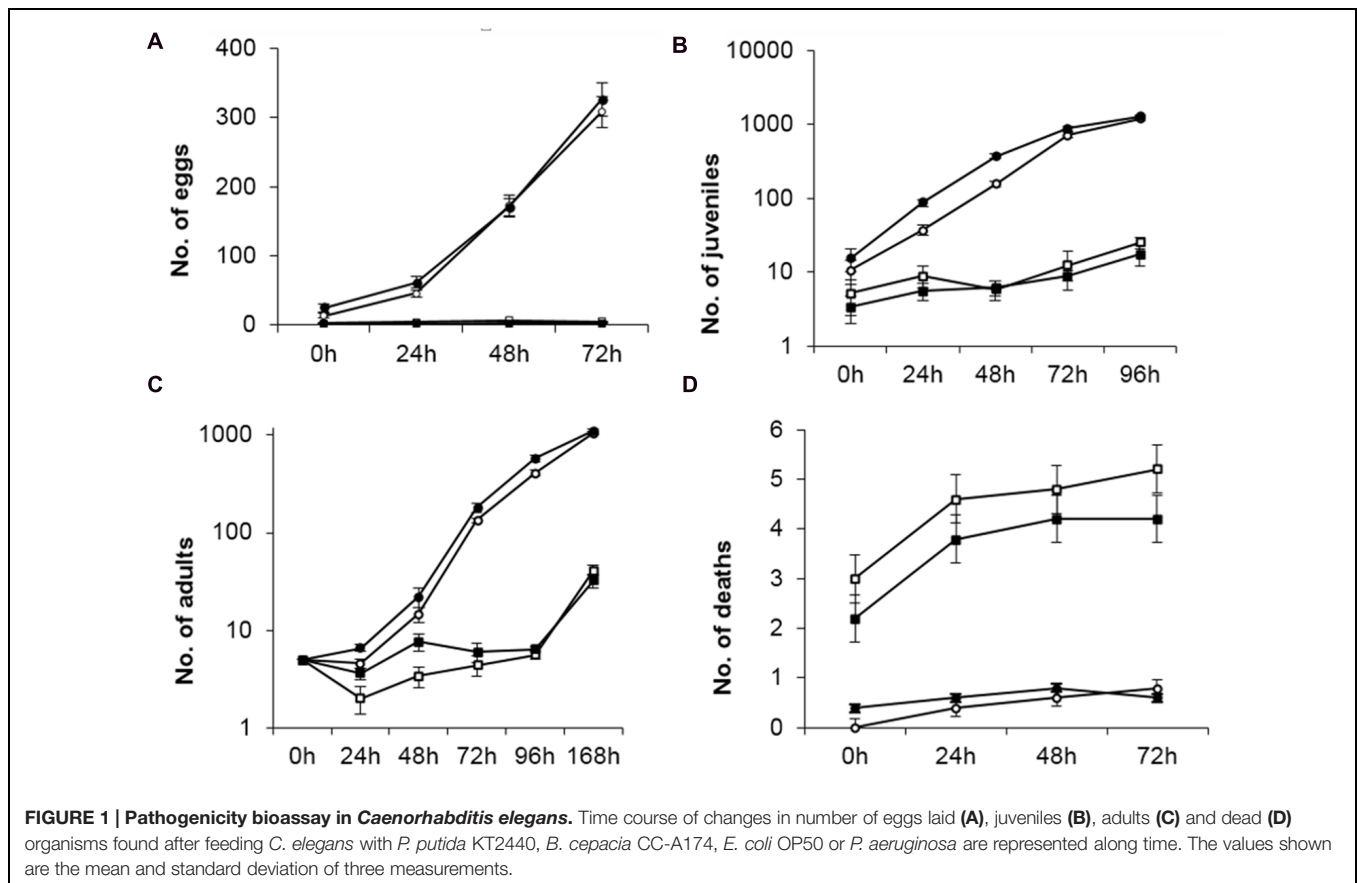 A
400
300
200
100
0
No. of eggs
0h 24h 48h 72h
B
10000
1000
100
10
1
No. of juveniles
0h 24h 48h 72h 96h
C
1000
100
10
1
No. of adults
0h 24h 48h 72h 96h 168h
D
6
5
4
3
2
1
0
No. of deaths
0h 24h 48h 72h
FIGURE 1 | Pathogenicity bioassay in Caenorhabditis elegans. Time course of changes in number of eggs laid (A), juveniles (B), adults (C) and dead (D)
organisms found after feeding C. elegans with P. putida KT2440, B. cepacia CC-A174, E. coli OP50 or P. aeruginosa are represented along time. The values shown
are the mean and standard deviation of three measurements.